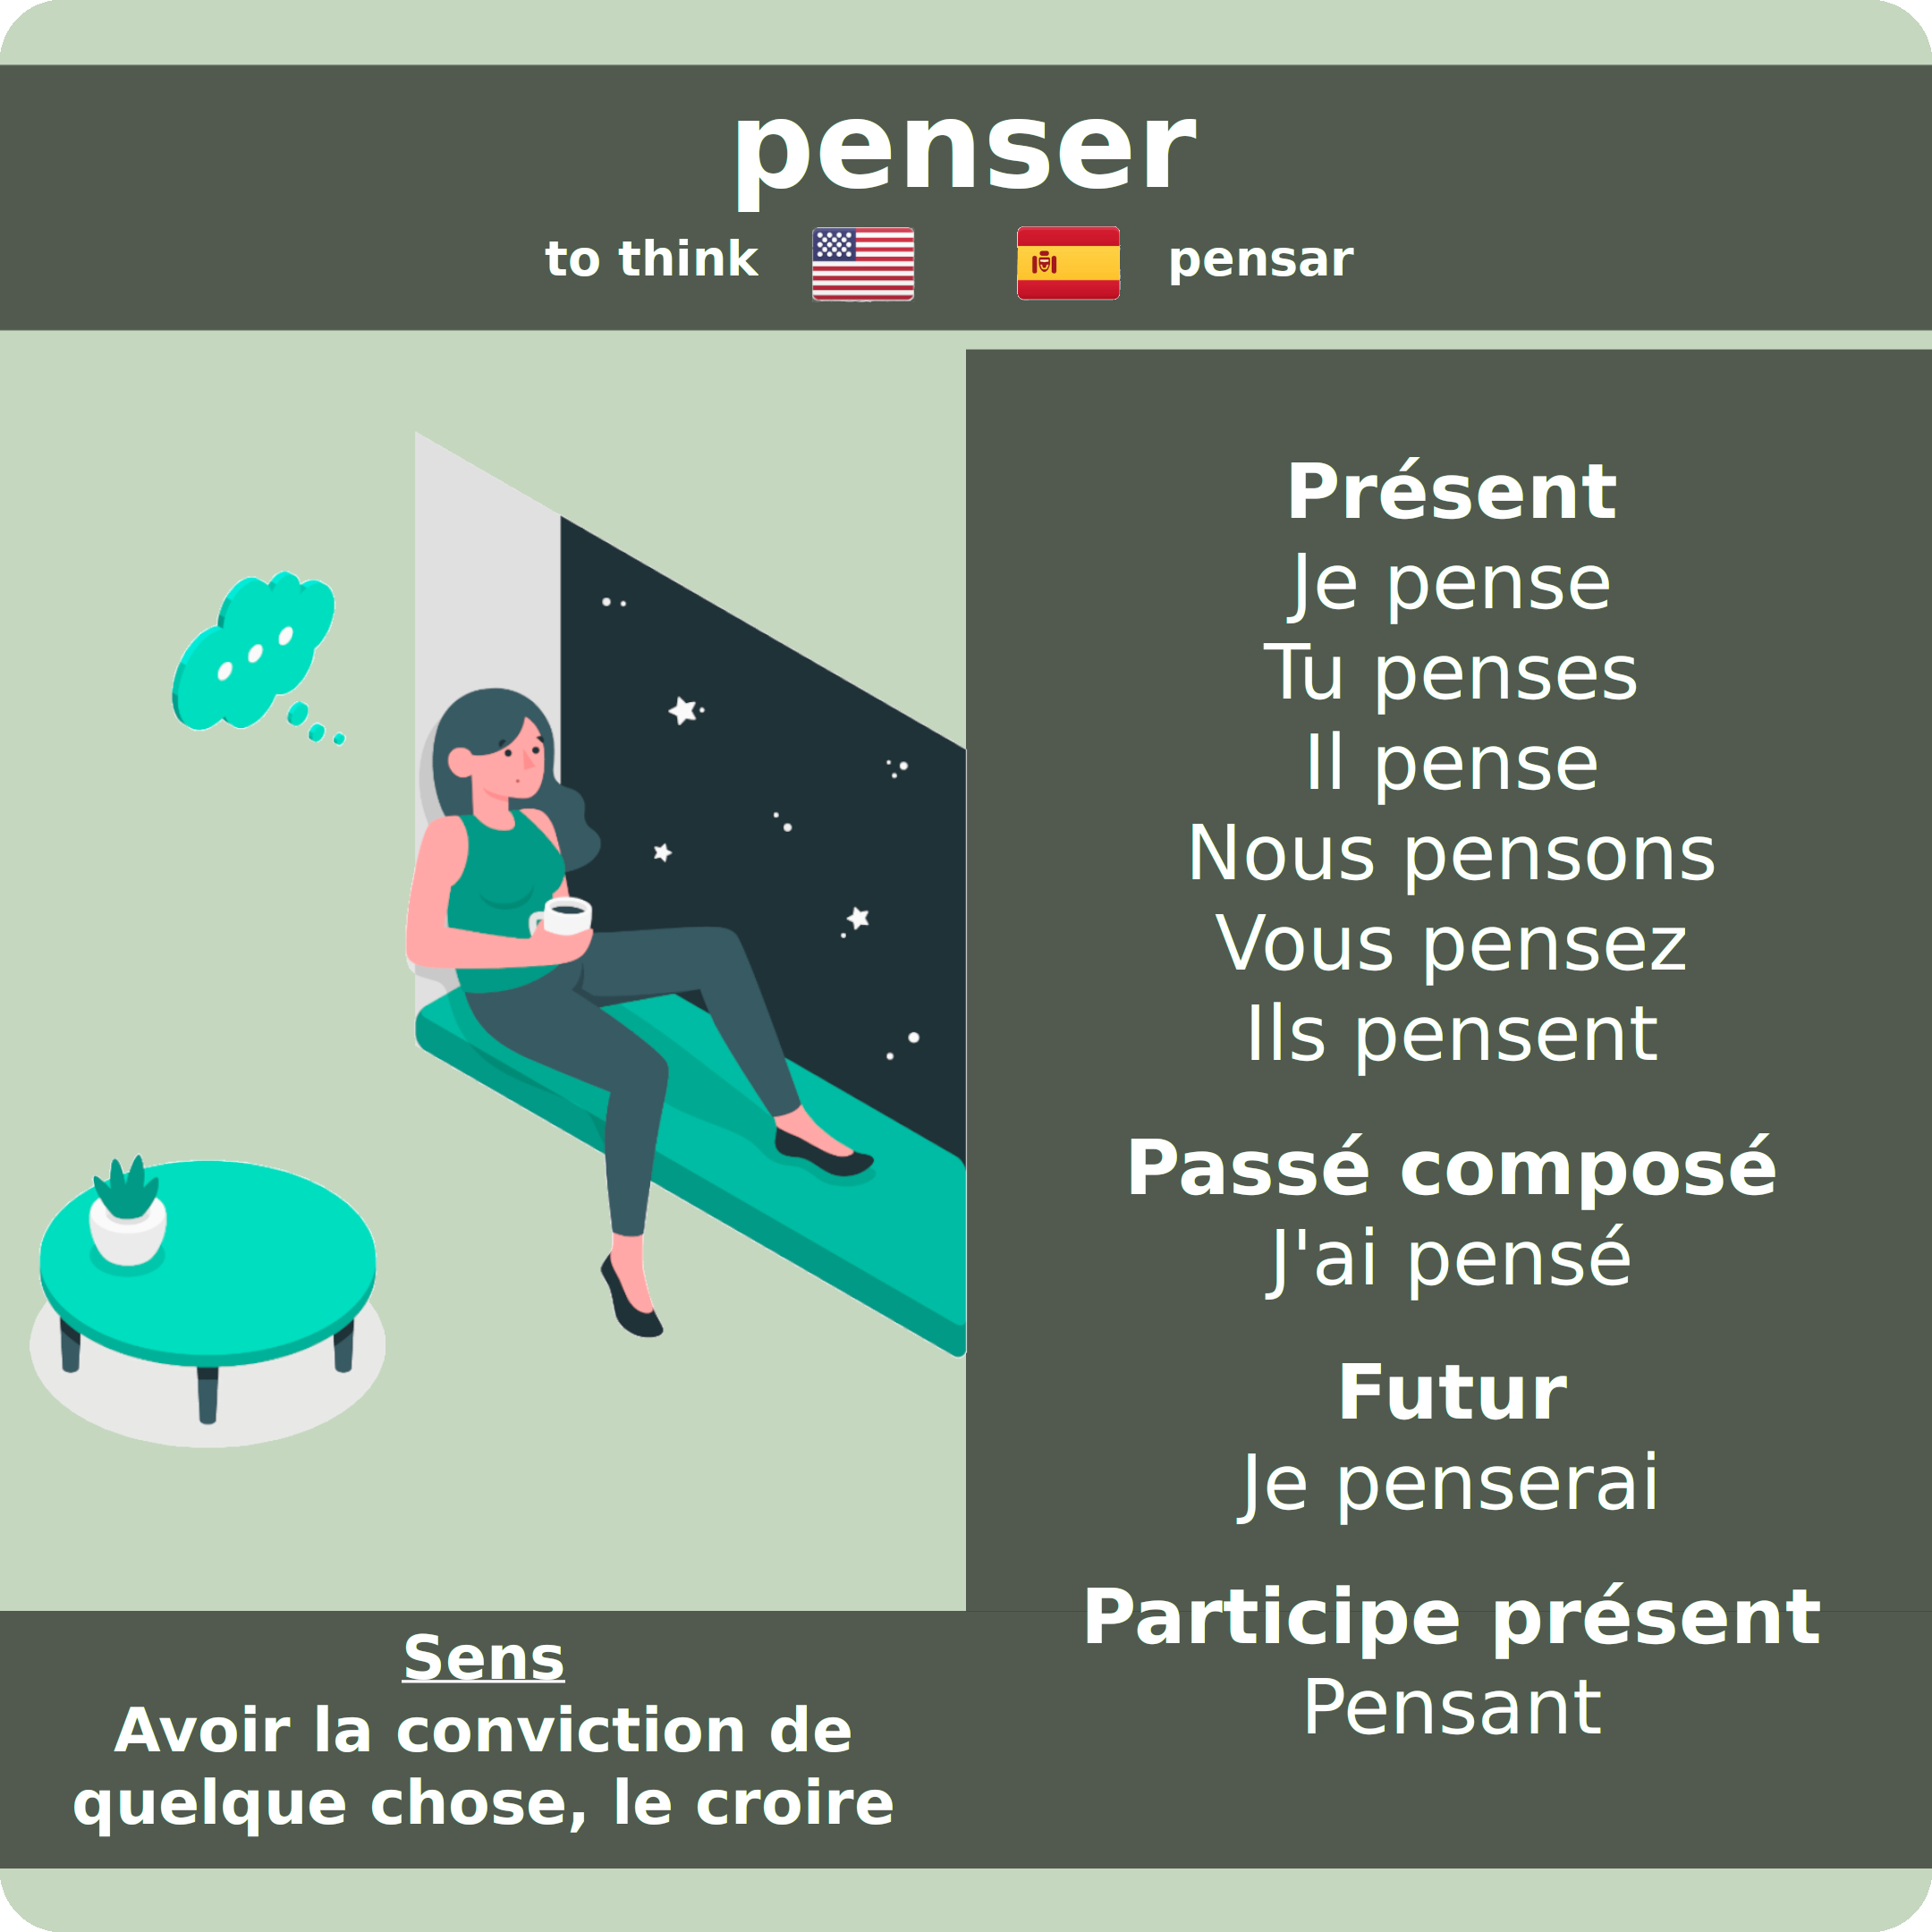 penser
to think pensar
Présent
Je pense
Tu penses
Il pense
Nous pensons
Vous pensez
Ils pensent
Passé composé
J'ai pensé
Futur
Je penserai
Participe présent
Pensant
Sens
Avoir la conviction de
quelque chose, le croire